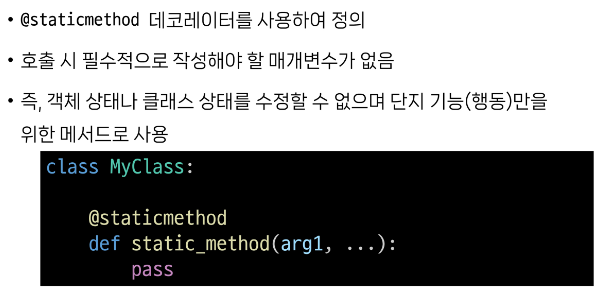 • @staticmethod 데코레이터를 사용하여 정의
• 호출 시 필수적으로 작성해야 할 매개변수가 없음
• 즉, 객체 상태나 클래스 상태를 수정할 수 없으며 단지 기능(행동)만을
위한 메서드로 사용
class MyClass:
@staticmethod
def static_method(arg1, ...):
pass